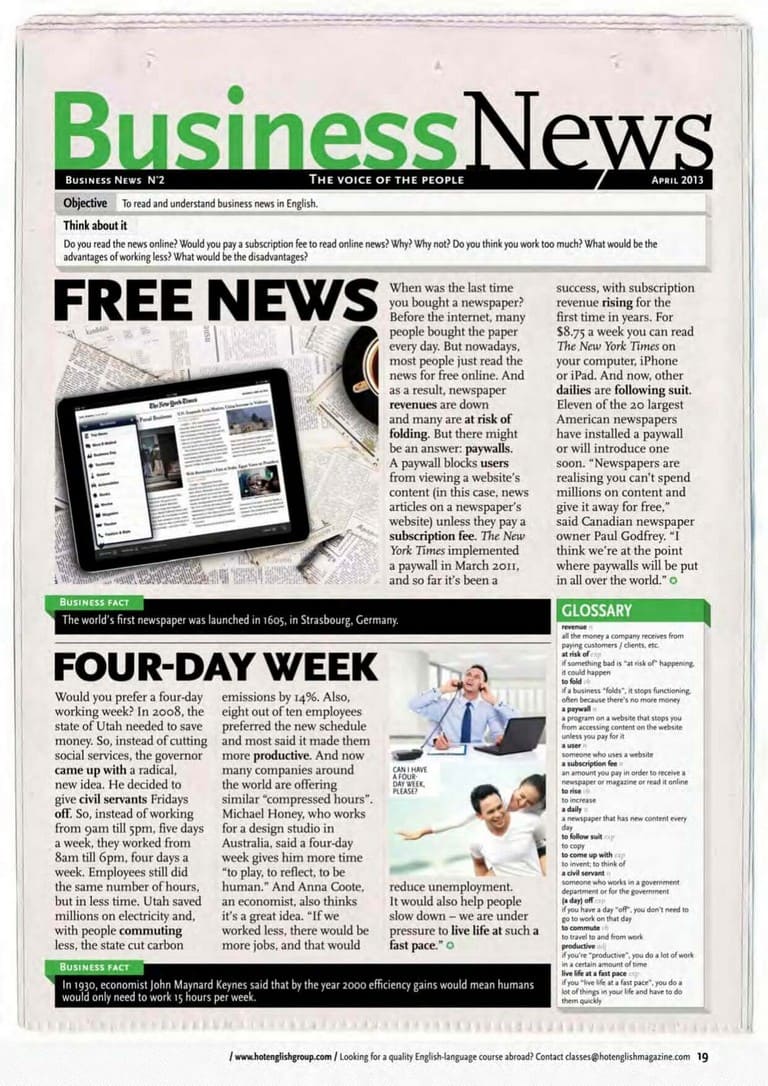 Business News
BUSINESS NEWS N°2
THE VOICE OF THE PEOPLE
APRIL 2013
Objective To read and understand business news in English.
Think about it
Do you read the news online? Would you pay a subscription fee to read online news? Why? Why not? Do you think you work too much? What would be the
advantages of working less? What would be the disadvantages?
FREE NEWS
The New York Times
When was the last time
you bought a newspaper?
Before the internet, many
people bought the paper
every day. But nowadays,
most people just read the
news for free online. And
as a result, newspaper
revenues are down
and many are at risk of
folding. But there might
be an answer: paywalls.
A paywall blocks users
from viewing a website's
content (in this case, news
articles on a newspaper's
website) unless they pay a
subscription fee. The New
York Times implemented
a paywall in March 2011,
and so far it's been a
success, with subscription
revenue rising for the
first time in years. For
$8.75 a week you can read
The New York Times on
your computer, iPhone
or iPad. And now, other
dailies are following suit.
Eleven of the 20 largest
American newspapers
have installed a paywall
or will introduce one
soon. “Newspapers are
realising you can't spend
millions on content and
give it away for free,”
said Canadian newspaper
owner Paul Godfrey. “I
think we're at the point
where paywalls will be put
in all over the world.”
BUSINESS FACT
The world's first newspaper was launched in 1605, in Strasbourg, Germany.
FOUR-DAY WEEK
Would you prefer a four-day
working week? In 2008, the
state of Utah needed to save
money. So, instead of cutting
social services, the governor
came up with a radical,
new idea. He decided to
give civil servants Fridays
off. So, instead of working
from 9am till 5pm, five days
a week, they worked from
8am till 6pm, four days a
week. Employees still did
the same number of hours,
but in less time. Utah saved
millions on electricity and,
with people commuting
less, the state cut carbon
emissions by 14%. Also,
eight out of ten employees
preferred the new schedule
and most said it made them
more productive. And now
many companies around
the world are offering
similar “compressed hours”.
Michael Honey, who works
for a design studio in
Australia, said a four-day
week gives him more time
“to play, to reflect, to be
human.” And Anna Coote,
an economist, also thinks
it's a great idea. “If we
worked less, there would be
more jobs, and that would
CAN I HAVE
A FOUR-
DAY WEEK,
PLEASE?
reduce unemployment.
It would also help people
slow down – we are under
pressure to live life at such a
fast pace.”
BUSINESS FACT
In 1930, economist John Maynard Keynes said that by the year 2000 efficiency gains would mean humans
would only need to work 15 hours per week.
GLOSSARY
revenue n
all the money a company receives from
paying customers / clients, etc.
at risk of exp
if something bad is “at risk of” happening,
it could happen
to fold vb
if a business “folds”, it stops functioning,
often because there's no more money
a paywall n
a program on a website that stops you
from accessing content on the website
unless you pay for it
a user n
someone who uses a website
a subscription fee n
an amount you pay in order to receive a
newspaper or magazine or read it online
to rise vb
to increase
a daily n
a newspaper that has new content every
day
to follow suit exp
to copy
to come up with exp
to invent; to think of
a civil servant n
someone who works in a government
department or for the government
(a day) off exp
if you have a day “off”, you don't need to
go to work on that day
to commute vb
to travel to and from work
productive adj
if you're “productive”, you do a lot of work
in a certain amount of time
live life at a fast pace exp
if you “live life at a fast pace”, you do a
lot of things in your life and have to do
them quickly
/ www.hotenglishgroup.com / Looking for a quality English-language course abroad? Contact classes@hotenglishmagazine.com 19